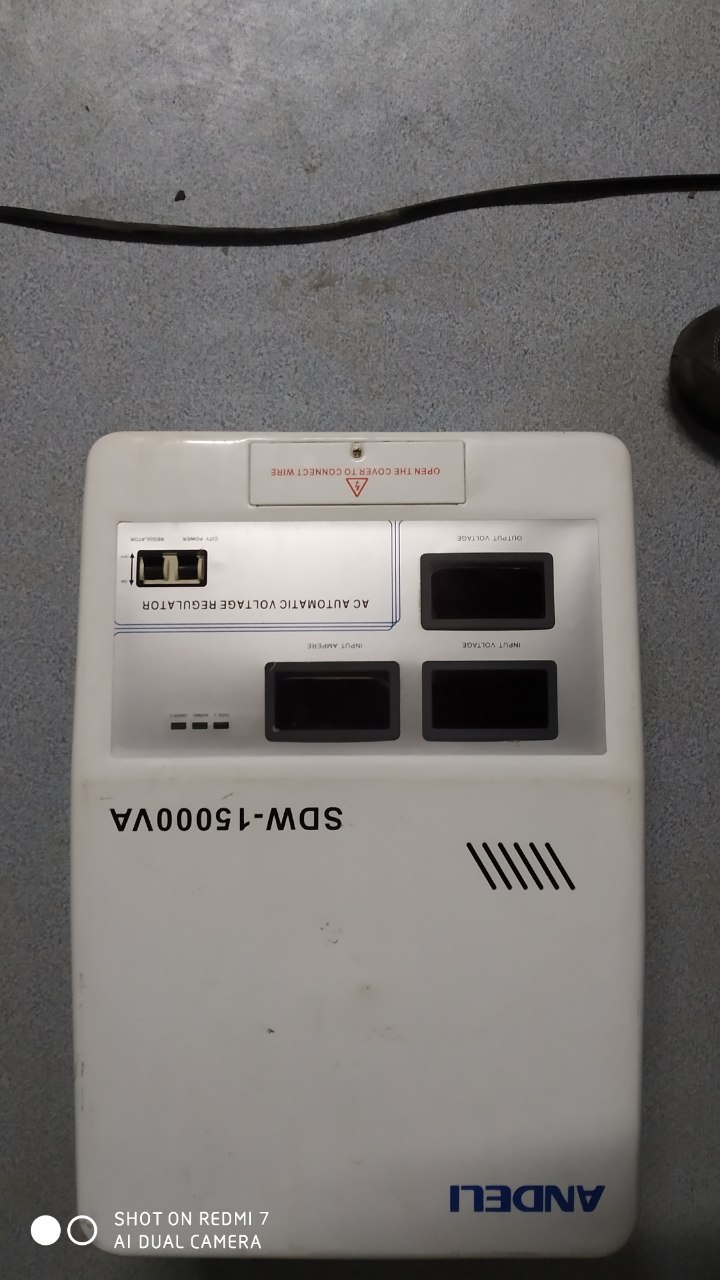 ANDELI
SDW-15000VA
INPUT VOLTAGE
INPUT AMPERE
OUTPUT VOLTAGE
AC AUTOMATIC VOLTAGE REGULATOR
CITY POWER
REGULATOR
OPEN THE COVER TO CONNECT WIRE
SHOT ON REDMI 7
AI DUAL CAMERA